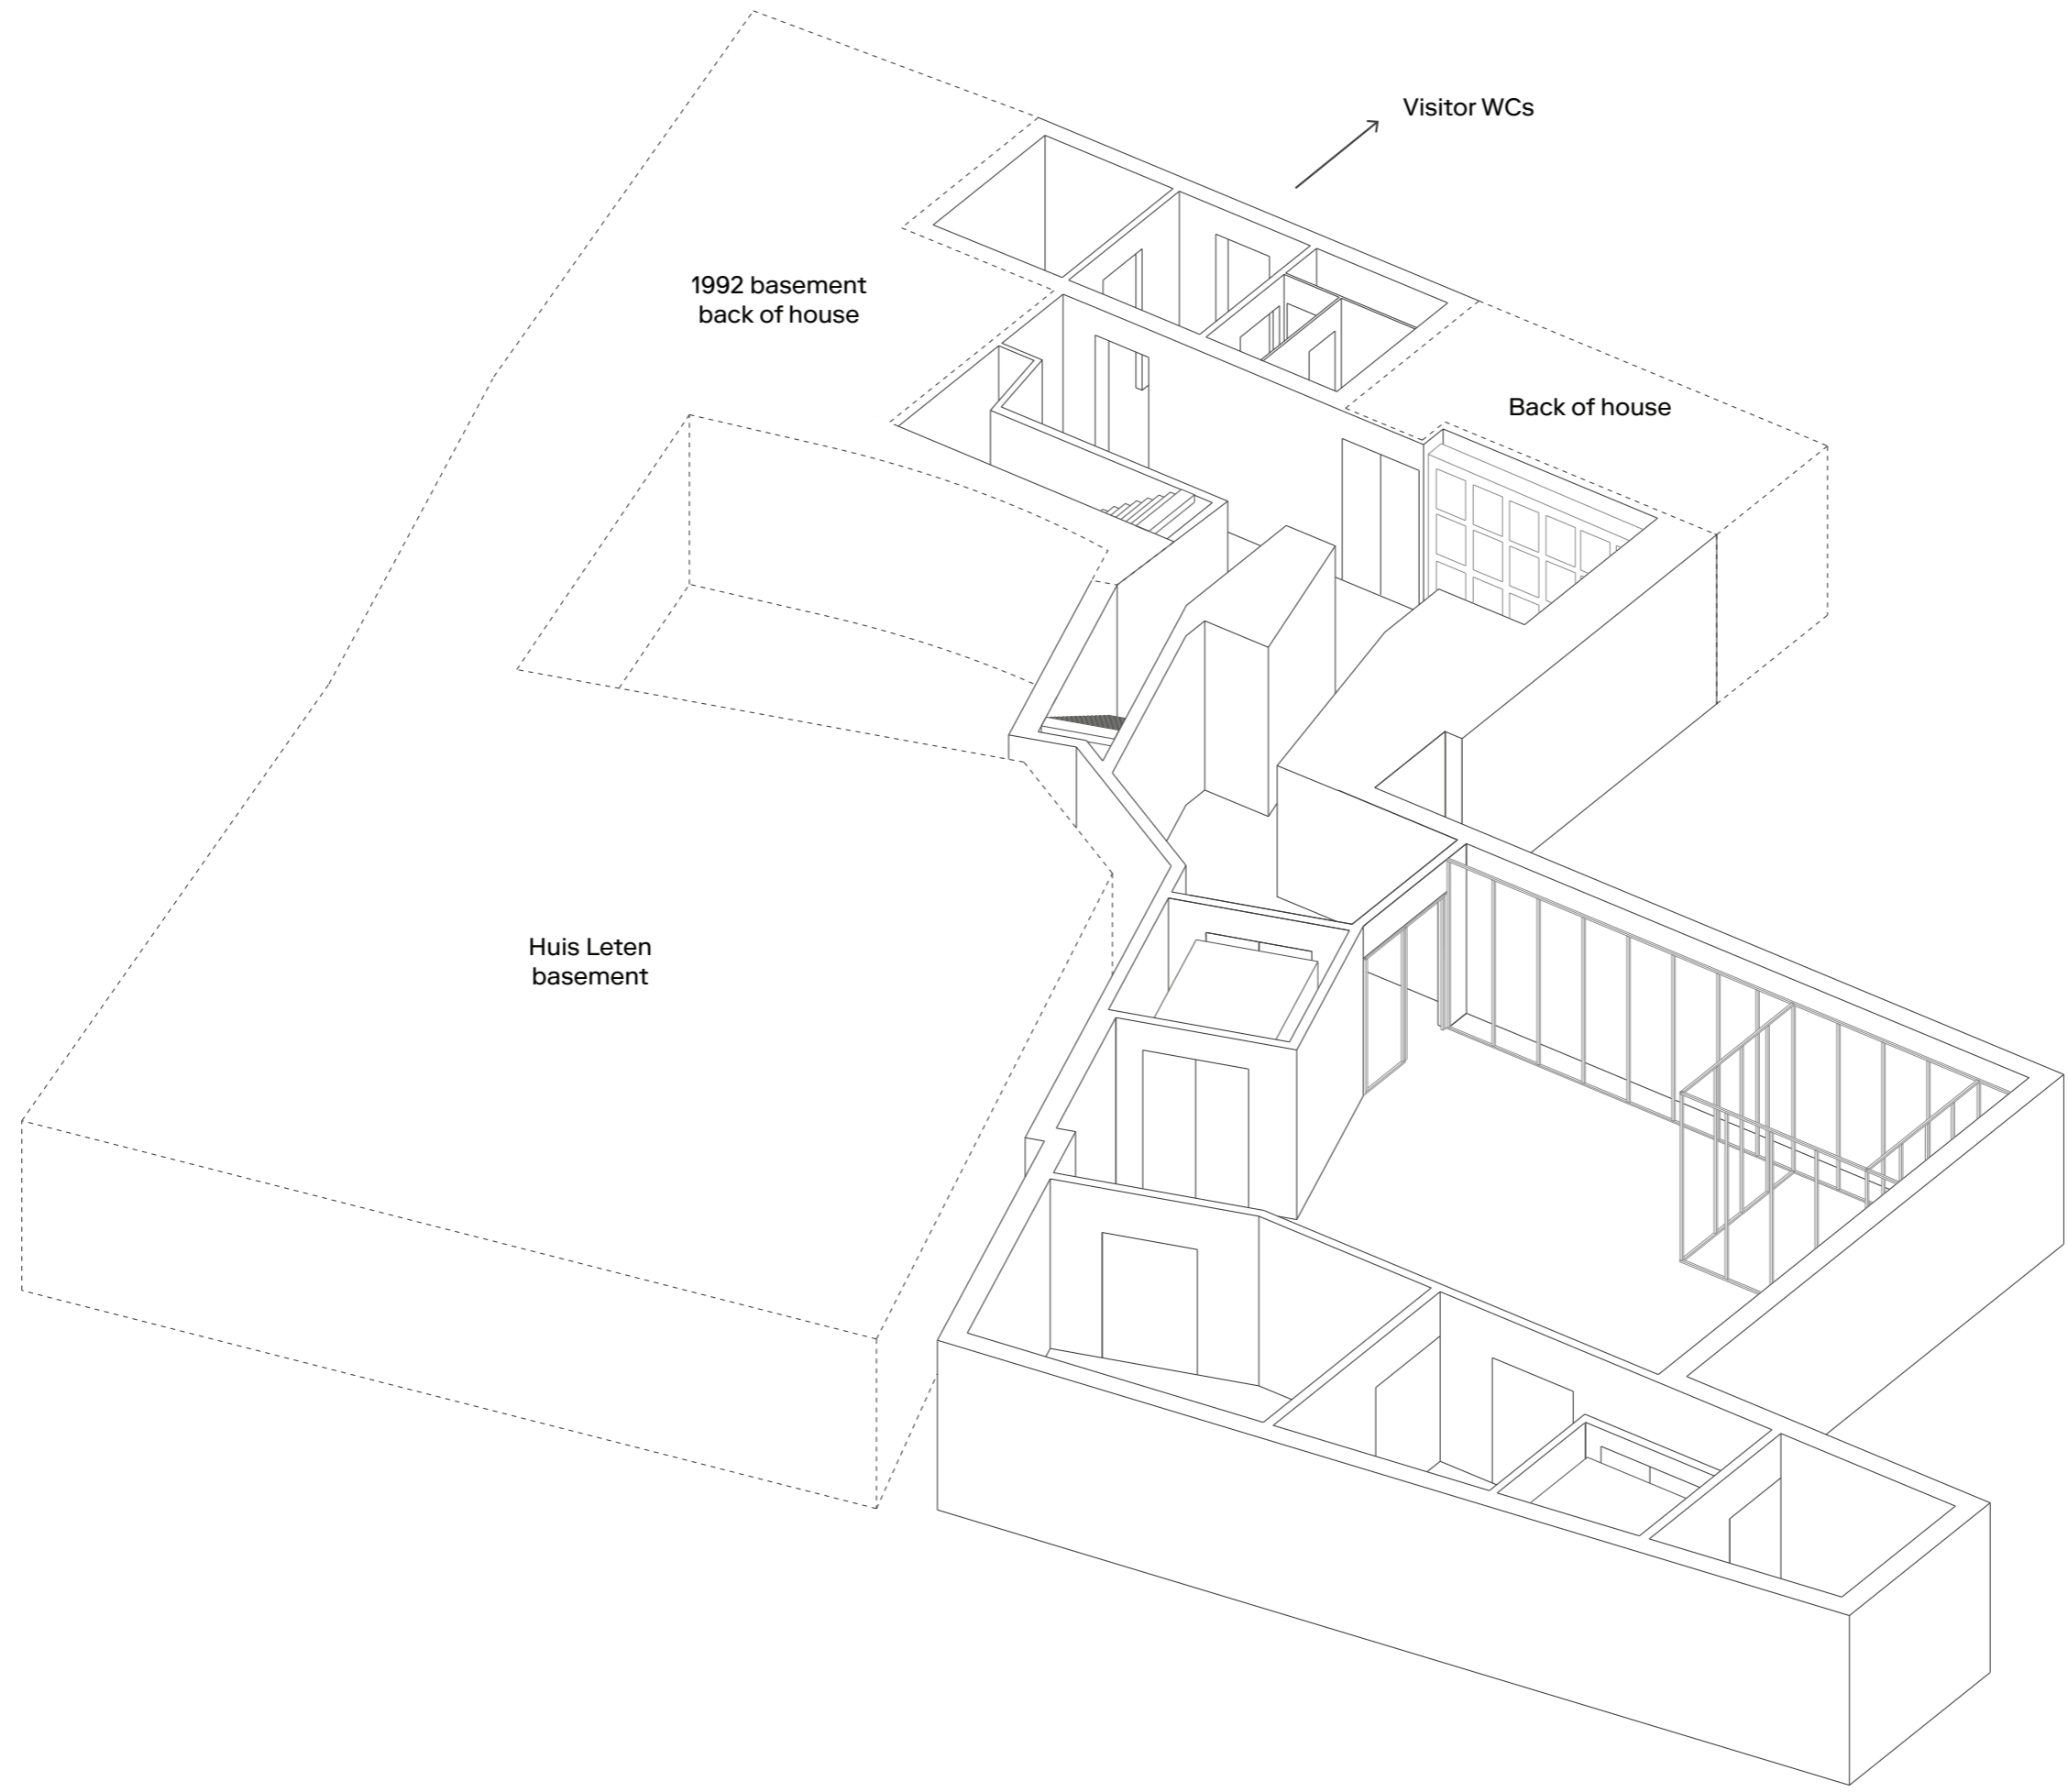 Visitor WCs
1992 basement
back of house
Back of house
Huis Leten
basement